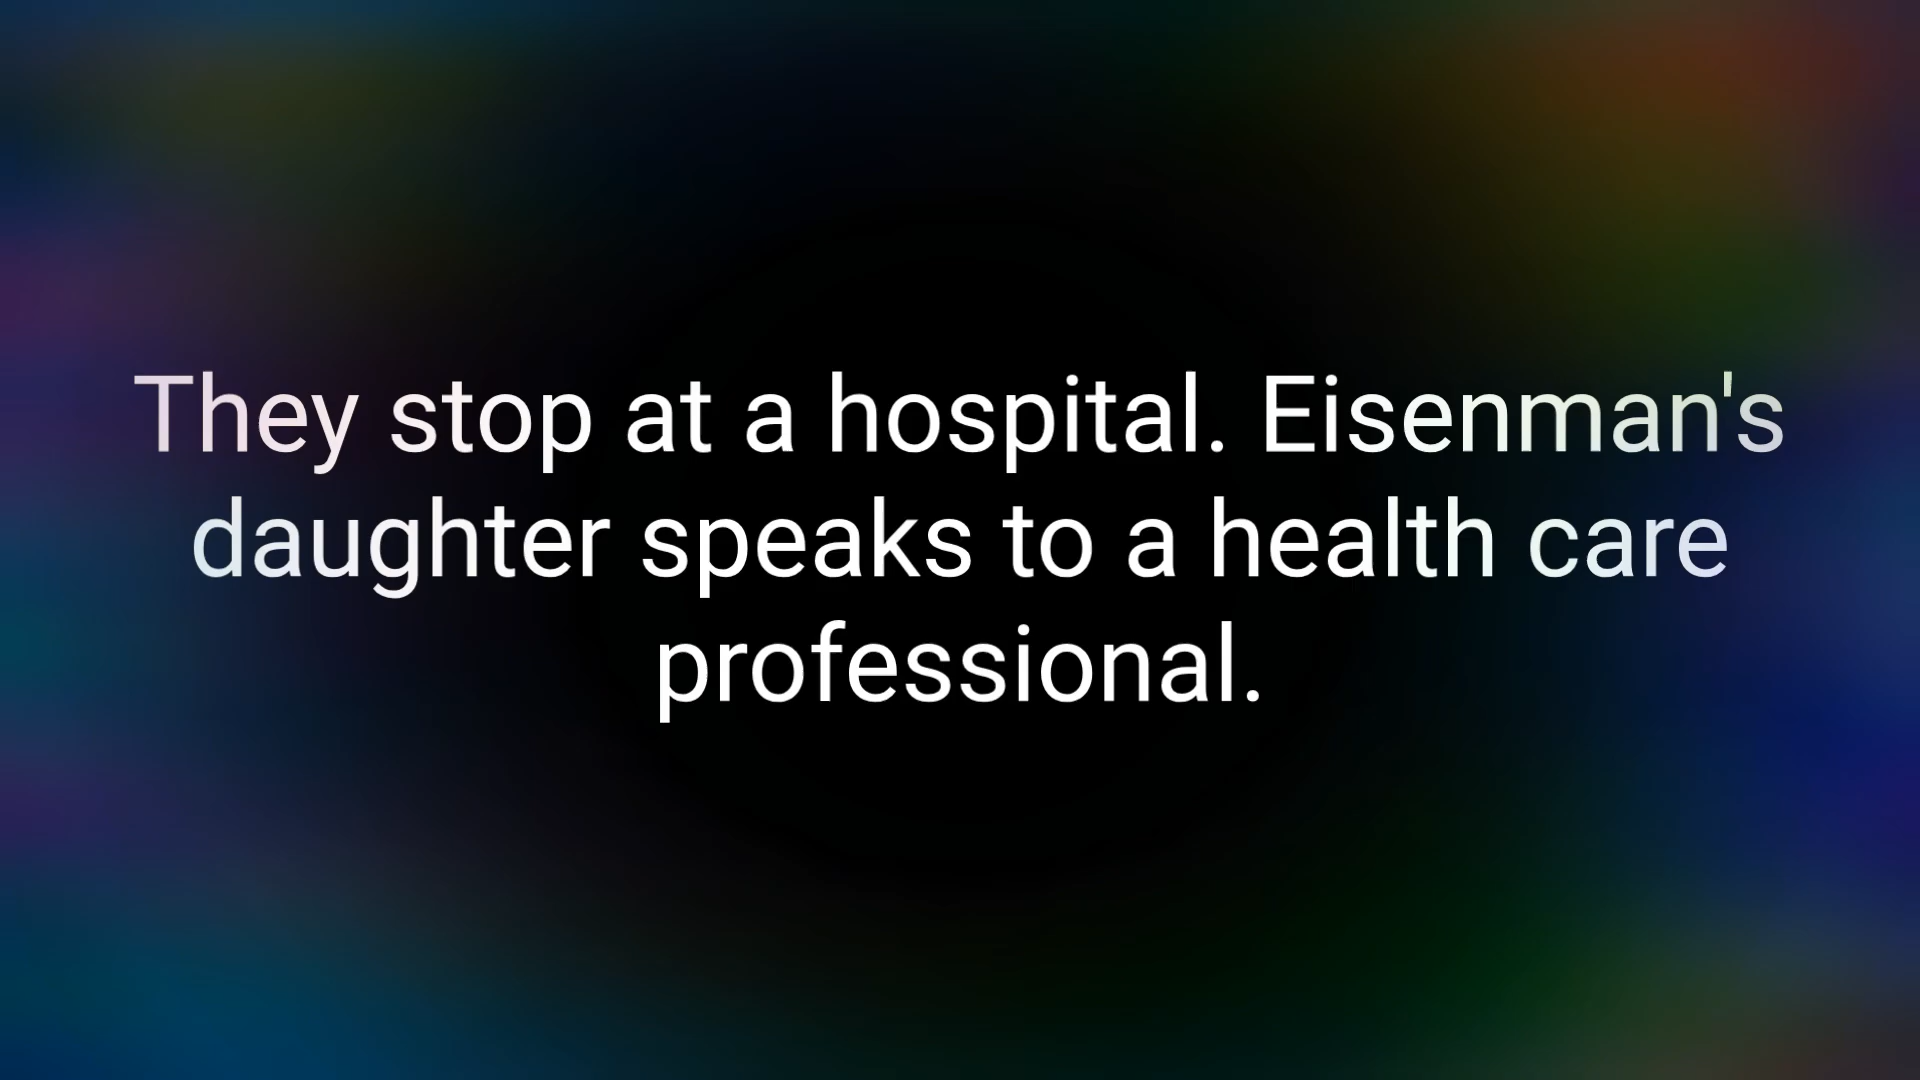 They stop at a hospital. Eisenman's
daughter speaks to a health care
professional.